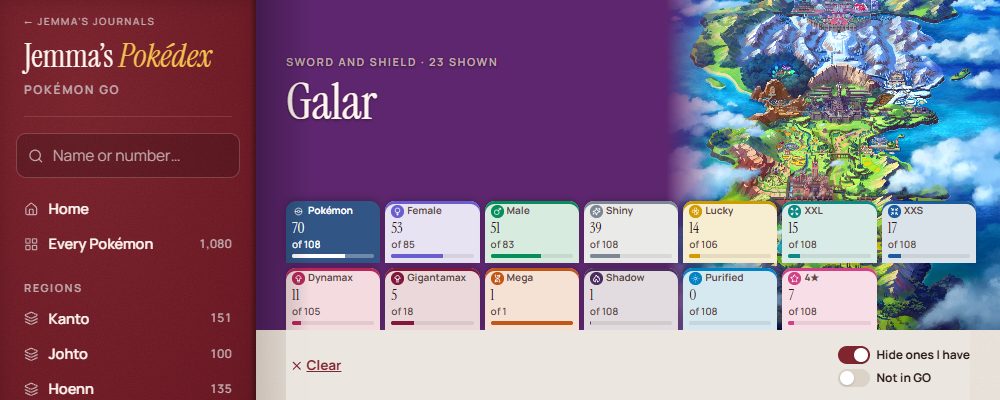 ← JEMMA'S JOURNALS
Jemma's Pokédex
POKÉMON GO
Name or number...
Home
Every Pokémon 1,080
REGIONS
Kanto 151
Johto 100
Hoenn 135
SWORD AND SHIELD · 23 SHOWN
Galar
Pokémon
70
of 108
Female
53
of 85
Male
51
of 83
Shiny
39
of 108
Lucky
14
of 106
XXL
15
of 108
XXS
17
of 108
Dynamax
11
of 105
Gigantamax
5
of 18
Mega
1
of 1
Shadow
1
of 108
Purified
0
of 108
4★
7
of 108
× Clear
Hide ones I have
Not in GO